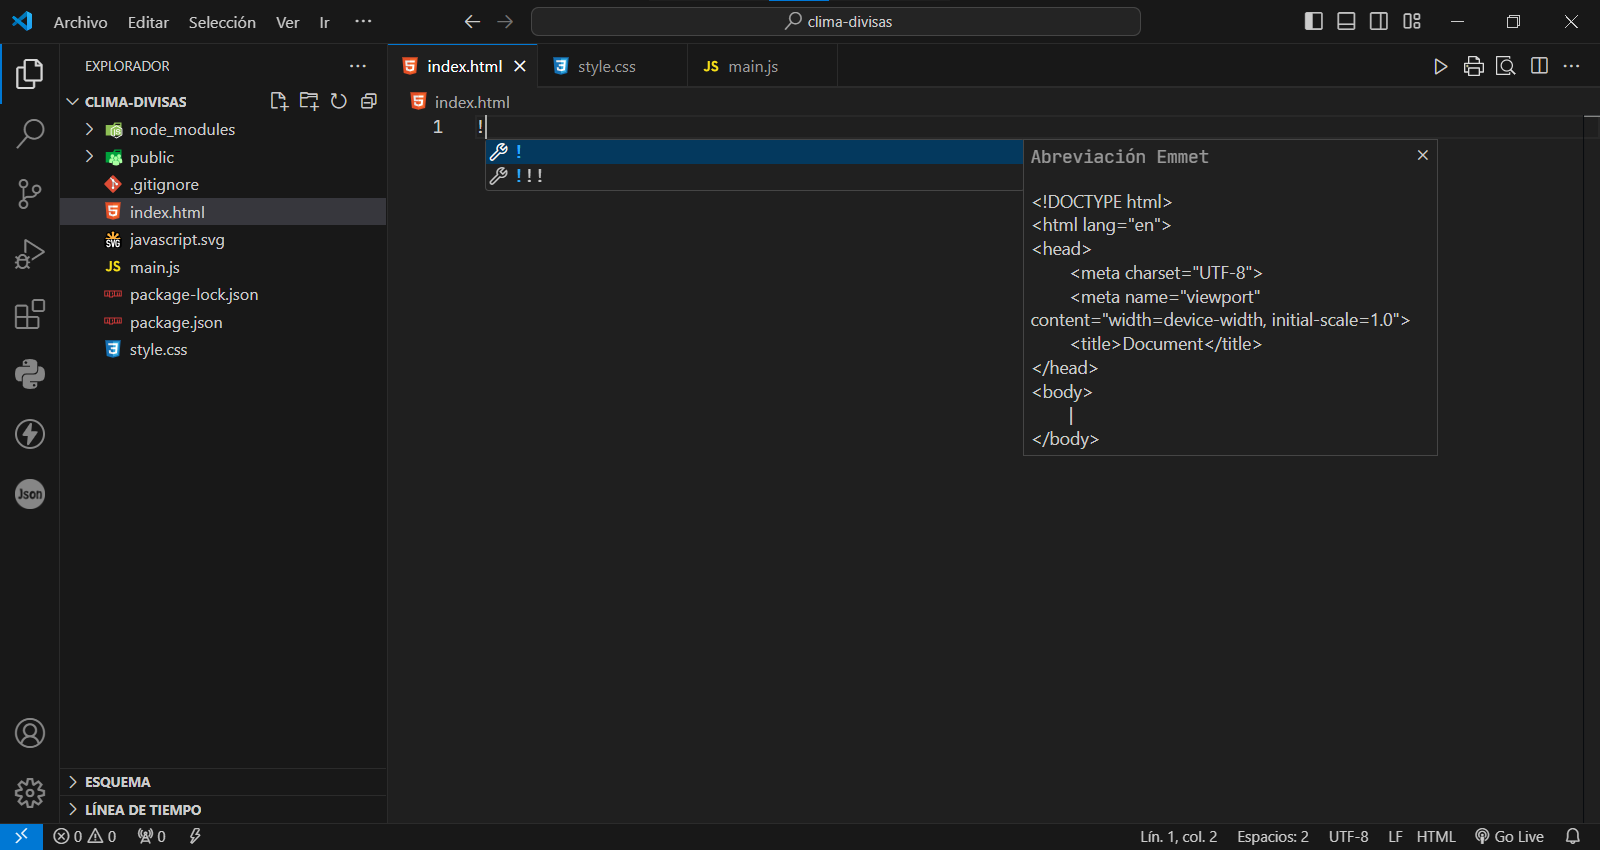 Archivo Editar Selección Ver Ir ··· clima-divisas
EXPLORADOR ···
CLIMA-DIVISAS
node_modules
public
.gitignore
index.html
SVG javascript.svg
JS main.js
package-lock.json
package.json
style.css
Json
ESQUEMA
LÍNEA DE TIEMPO
index.html style.css JS main.js
index.html
1 !
!
!!!
Abreviación Emmet
<!DOCTYPE html>
<html lang="en">
<head>
<meta charset="UTF-8">
<meta name="viewport"
content="width=device-width, initial-scale=1.0">
<title>Document</title>
</head>
<body>
|
</body>
0 0 0 Lín. 1, col. 2 Espacios: 2 UTF-8 LF HTML Go Live